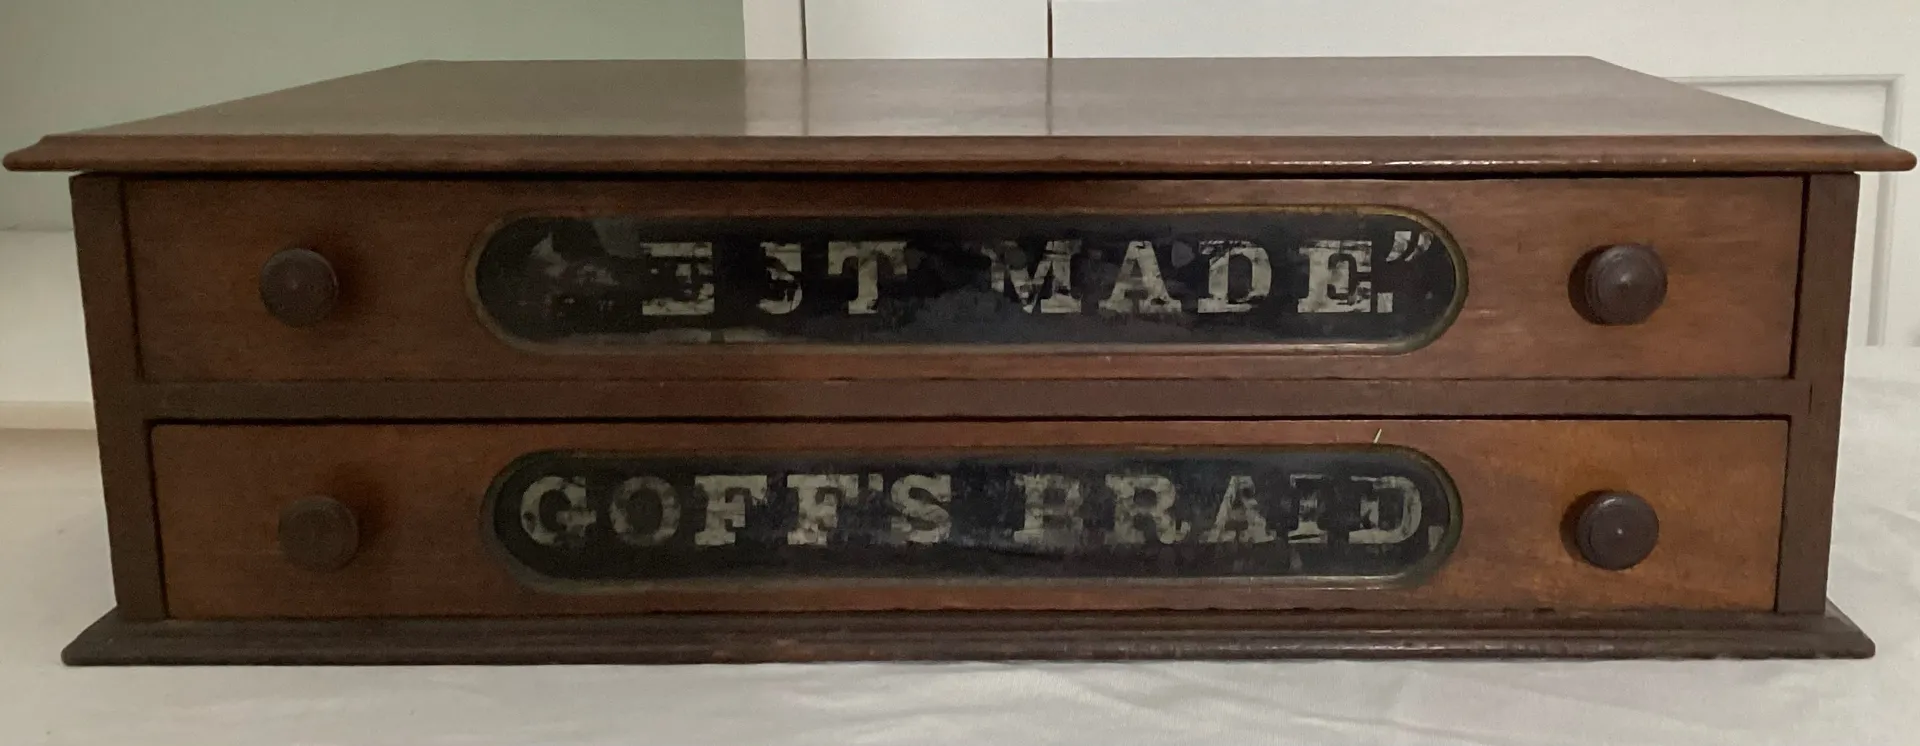 "BEST MADE."
GOFF'S BRAID.